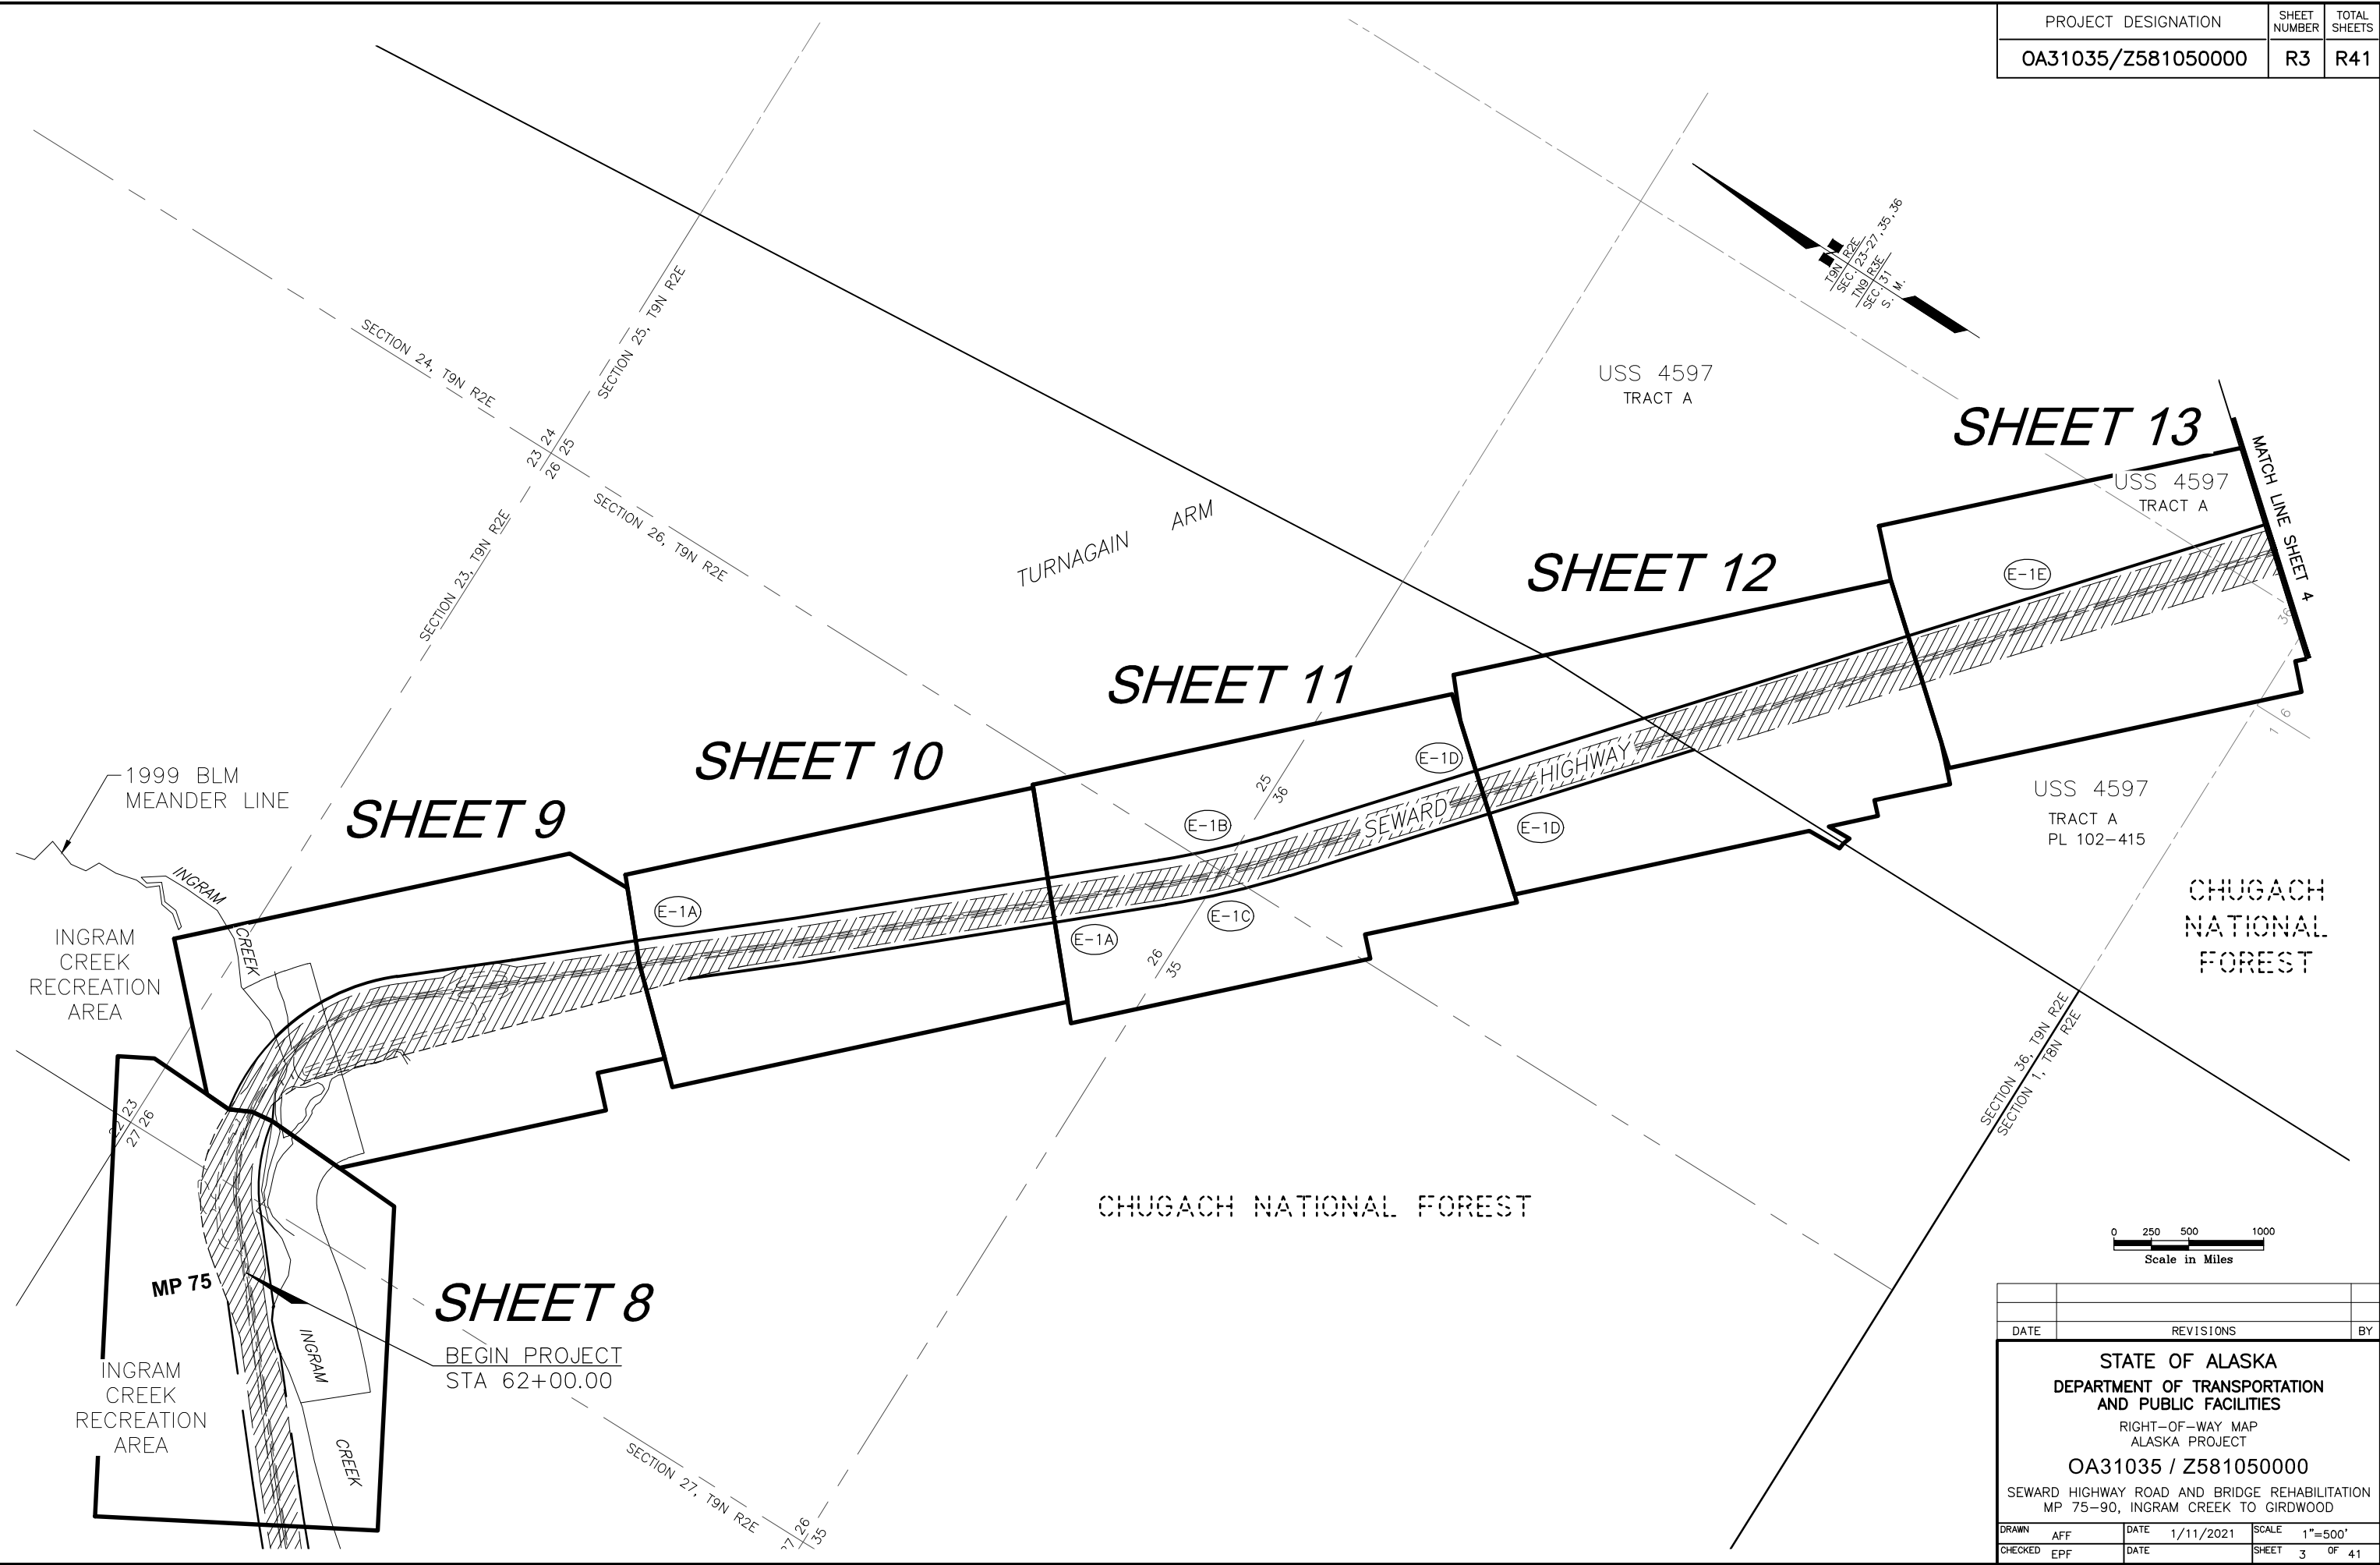 PROJECT DESIGNATION
SHEET NUMBER
TOTAL SHEETS
OA31035/Z581050000
R3
R41
T9N R2E
SEC. 23-27,35,36
TN9 R3E
SEC. 31
S. M.
SECTION 24, T9N R2E
SECTION 25, T9N R2E
23 24
26 25
SECTION 23, T9N R2E
SECTION 26, T9N R2E
TURNAGAIN ARM
USS 4597
TRACT A
SHEET 13
USS 4597
TRACT A
MATCH LINE SHEET 4
E-1E
36
1 6
SHEET 12
SHEET 11
E-1D
HIGHWAY
SEWARD
E-1D
25
36
E-1B
E-1C
26
35
SHEET 10
E-1A
E-1A
SHEET 9
1999 BLM
MEANDER LINE
INGRAM
CREEK
INGRAM
CREEK
RECREATION
AREA
22 23
27 26
USS 4597
TRACT A
PL 102-415
CHUGACH
NATIONAL
FOREST
SECTION 36, T9N R2E
SECTION 1, T8N R2E
CHUGACH NATIONAL FOREST
MP 75
SHEET 8
BEGIN PROJECT
STA 62+00.00
INGRAM
CREEK
INGRAM
CREEK
RECREATION
AREA
SECTION 27, T9N R2E
26
27 35
0 250 500 1000
Scale in Miles
DATE REVISIONS BY
STATE OF ALASKA
DEPARTMENT OF TRANSPORTATION
AND PUBLIC FACILITIES
RIGHT-OF-WAY MAP
ALASKA PROJECT
OA31035 / Z581050000
SEWARD HIGHWAY ROAD AND BRIDGE REHABILITATION
MP 75-90, INGRAM CREEK TO GIRDWOOD
DRAWN AFF DATE 1/11/2021 SCALE 1"=500'
CHECKED EPF DATE SHEET 3 OF 41